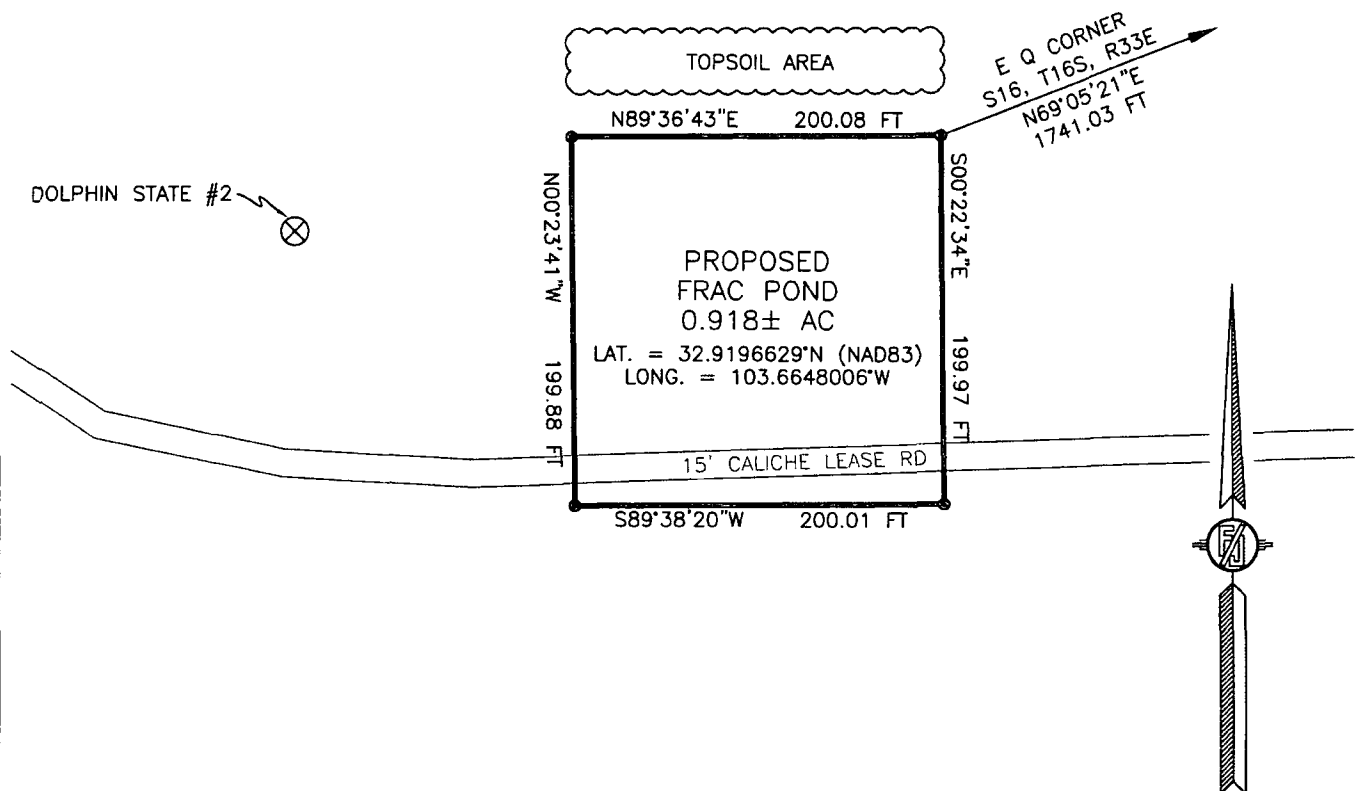 TOPSOIL AREA
E Q CORNER
S16, T16S, R33E
N69°05'21"E
1741.03 FT
N89°36'43"E 200.08 FT
DOLPHIN STATE #2
N00°23'41"W 199.88 FT
S00°22'34"E 199.97 FT
PROPOSED
FRAC POND
0.918± AC
LAT. = 32.9196629°N (NAD83)
LONG. = 103.6648006°W
15' CALICHE LEASE RD
S89°38'20"W 200.01 FT